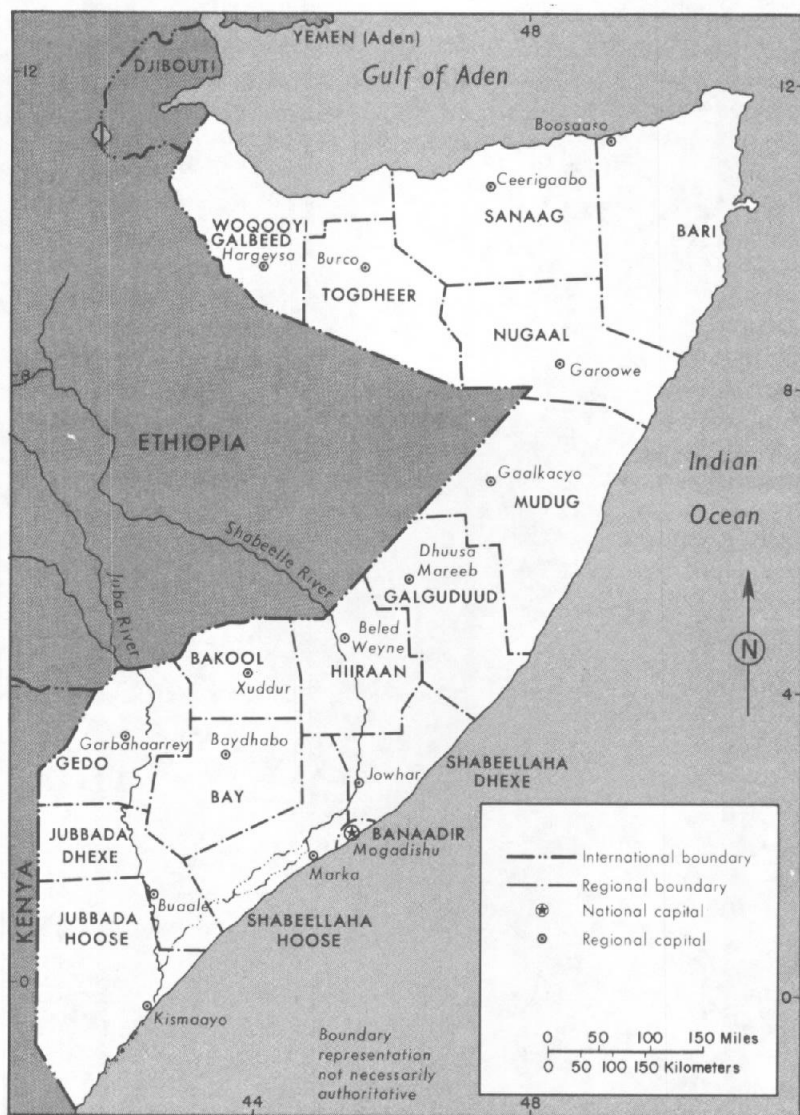 48
YEMEN (Aden)
12
DJIBOUTI
Gulf of Aden
12
Boosaaso
Ceerigaabo
SANAAG
WOQOOYI
GALBEED
Hargeysa
Burco
BARI
TOGDHEER
NUGAAL
Garoowe
8
8
ETHIOPIA
Indian
Ocean
Gaalkacyo
MUDUG
Shabeelle River
Juba River
Dhuusa
Mareeb
GALGUDUUD
Beled
Weyne
HIIRAAN
N
BAKOOL
Xuddur
4
Garbahaarrey
GEDO
Baydhabo
BAY
Jowhar
SHABEELLAHA
DHEXE
JUBBADA
DHEXE
BANAADIR
Mogadishu
Marka
KENYA
Buaale
JUBBADA
HOOSE
SHABEELLAHA
HOOSE
0
0
Kismaayo
International boundary
Regional boundary
National capital
Regional capital
0 50 100 150 Miles
0 50 100 150 Kilometers
Boundary
representation
not necessarily
authoritative
44
48